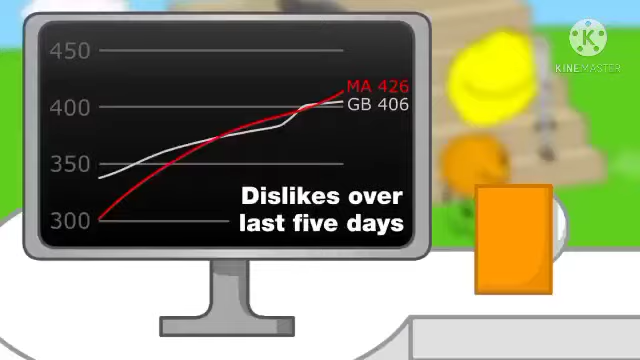 450
400
350
300
MA 426
GB 406
Dislikes over
last five days
K
KINEMASTER